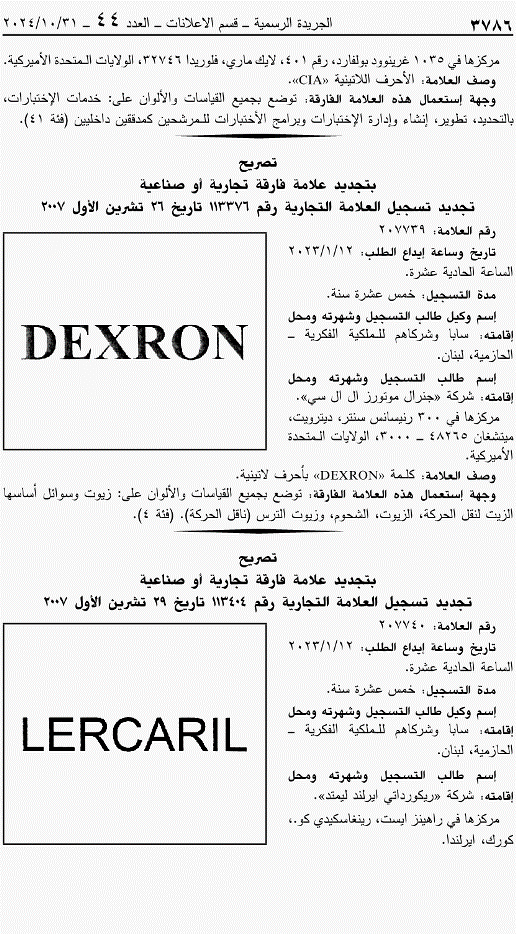 ٣٧٨٦
الجريدة الرسمية ــ قسم الاعلانات ــ العدد ٤٤ ــ ٢٠٢٤/١٠/٣١
مركزها في ١٠٣٥ غرينوود بولفارد، رقم ٤٠١، لايك ماري، فلوريدا ٣٢٧٤٦، الولايات المتحدة الأميركية.
وصف العلامة: الأحرف اللاتينية «CIA».
وجهة إستعمال هذه العلامة الفارقة: توضع بجميع القياسات والألوان على: خدمات الإختبارات،
بالتحديد، تطوير، إنشاء وإدارة الإختبارات وبرامج الأختبارات للمرشحين كمدققين داخليين (فئة ٤١).
تصريح
بتجديد علامة فارقة تجارية أو صناعية
تجديد تسجيل العلامة التجارية رقم ١١٣٣٧٦ تاريخ ٢٦ تشرين الأول ٢٠٠٧
رقم العلامة: ٢٠٧٧٣٩
تاريخ وساعة إيداع الطلب: ٢٠٢٣/١/١٢
الساعة الحادية عشرة.
مدة التسجيل: خمس عشرة سنة.
إسم وكيل طالب التسجيل وشهرته ومحل
إقامته: سابا وشركاهم للملكية الفكرية ــ
الحازمية، لبنان.
إسم طالب التسجيل وشهرته ومحل
إقامته: شركة «جنرال موتورز ال ال سي».
مركزها في ٣٠٠ رنيسانس سنتر، ديترويت،
ميتشغان ٤٨٢٦٥ ــ ٣٠٠٠، الولايات المتحدة
الأميركية.
DEXRON
وصف العلامة: كلمة «DEXRON» بأحرف لاتينية.
وجهة إستعمال هذه العلامة الفارقة: توضع بجميع القياسات والألوان على: زيوت وسوائل أساسها
الزيت لنقل الحركة، الزيوت، الشحوم، وزيوت الترس (ناقل الحركة). (فئة ٤).
تصريح
بتجديد علامة فارقة تجارية أو صناعية
تجديد تسجيل العلامة التجارية رقم ١١٣٤٠٤ تاريخ ٢٩ تشرين الأول ٢٠٠٧
رقم العلامة: ٢٠٧٧٤٠
تاريخ وساعة إيداع الطلب: ٢٠٢٣/١/١٢
الساعة الحادية عشرة.
مدة التسجيل: خمس عشرة سنة.
إسم وكيل طالب التسجيل وشهرته ومحل
إقامته: سابا وشركاهم للملكية الفكرية ــ
الحازمية، لبنان.
إسم طالب التسجيل وشهرته ومحل
إقامته: شركة «ريكورداتي ايرلند ليمتد».
مركزها في راهينز ايست، رينغاسكيدي كو.،
كورك، ايرلندا.
LERCARIL